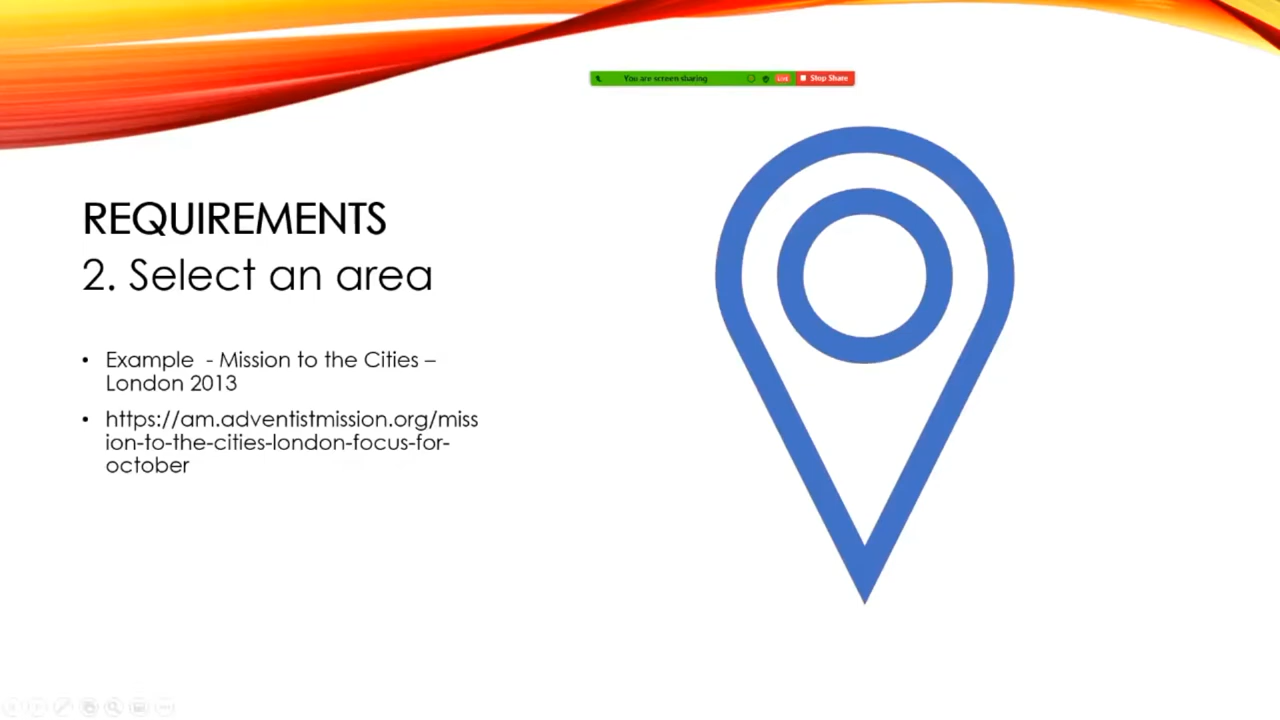 You are screen sharing
LIVE
Stop Share
REQUIREMENTS
2. Select an area
• Example - Mission to the Cities –
London 2013
• https://am.adventistmission.org/miss
ion-to-the-cities-london-focus-for-
october